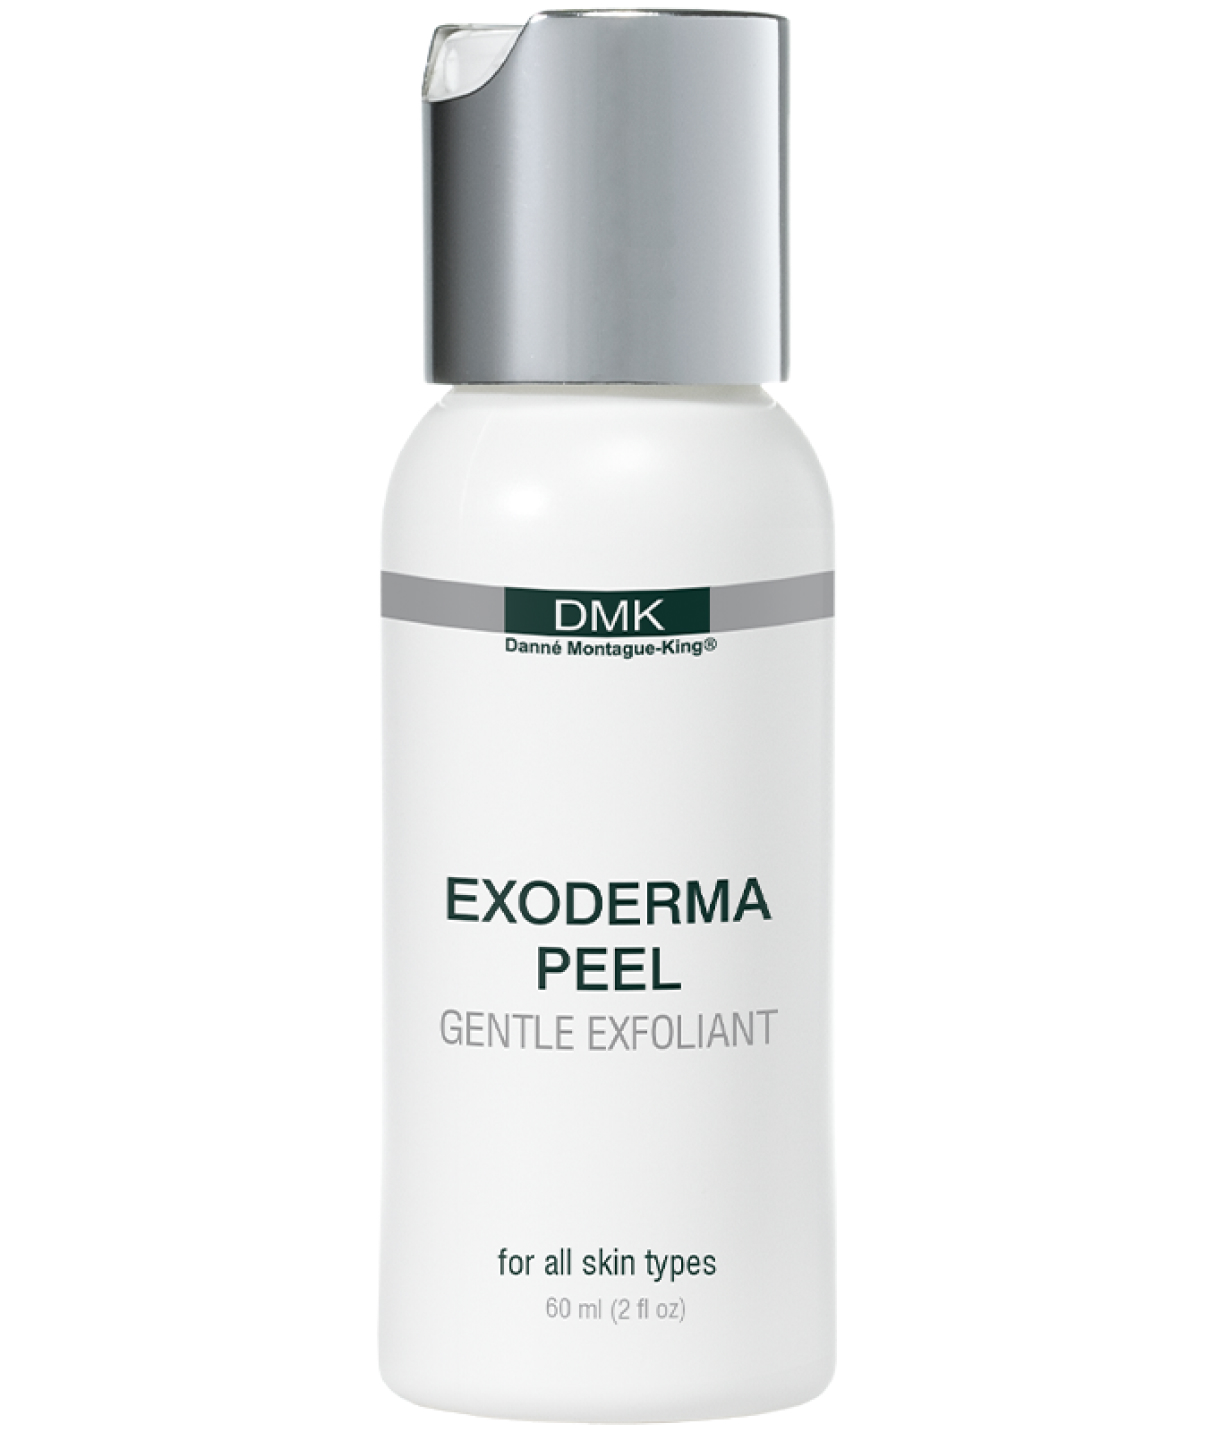 DMK
Danné Montague-King®
EXODERMA
PEEL
GENTLE EXFOLIANT
for all skin types
60 ml (2 fl oz)